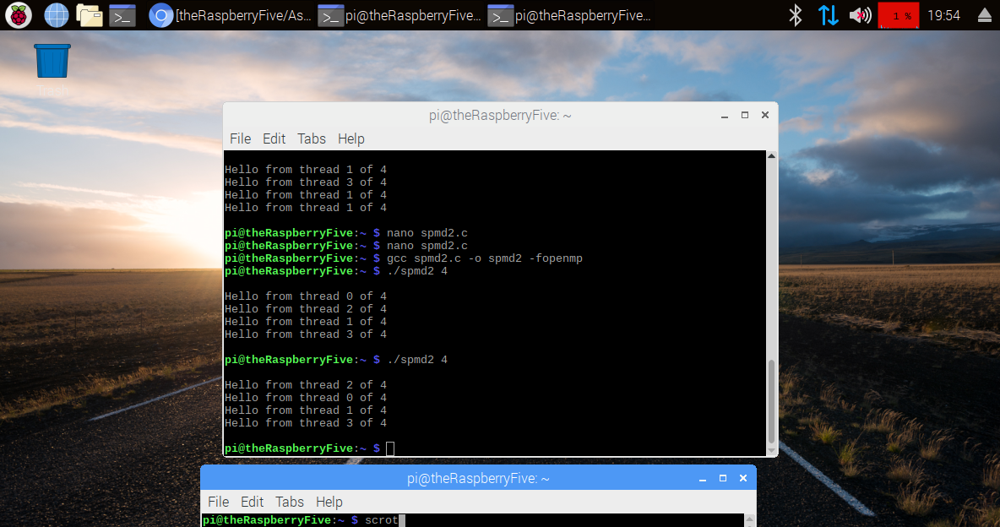 [theRaspberryFive/As... pi@theRaspberryFive... pi@theRaspberryFive... 1 % 19:54
Trash
pi@theRaspberryFive: ~
File Edit Tabs Help
Hello from thread 1 of 4
Hello from thread 3 of 4
Hello from thread 1 of 4
Hello from thread 1 of 4
pi@theRaspberryFive:~ $ nano spmd2.c
pi@theRaspberryFive:~ $ nano spmd2.c
pi@theRaspberryFive:~ $ gcc spmd2.c -o spmd2 -fopenmp
pi@theRaspberryFive:~ $ ./spmd2 4
Hello from thread 0 of 4
Hello from thread 2 of 4
Hello from thread 1 of 4
Hello from thread 3 of 4
pi@theRaspberryFive:~ $ ./spmd2 4
Hello from thread 2 of 4
Hello from thread 0 of 4
Hello from thread 1 of 4
Hello from thread 3 of 4
pi@theRaspberryFive:~ $
pi@theRaspberryFive: ~
File Edit Tabs Help
pi@theRaspberryFive:~ $ scrot